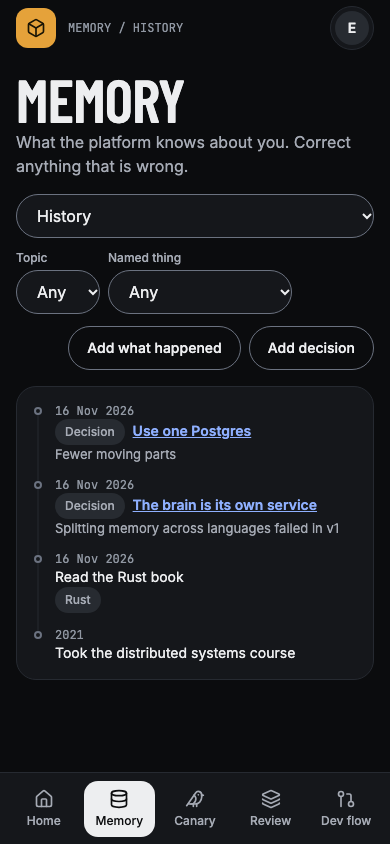 MEMORY / HISTORY
E
MEMORY
What the platform knows about you. Correct
anything that is wrong.
History
Topic
Named thing
Any
Any
Add what happened
Add decision
16 Nov 2026
Decision Use one Postgres
Fewer moving parts
16 Nov 2026
Decision The brain is its own service
Splitting memory across languages failed in v1
16 Nov 2026
Read the Rust book
Rust
2021
Took the distributed systems course
Home
Memory
Canary
Review
Dev flow